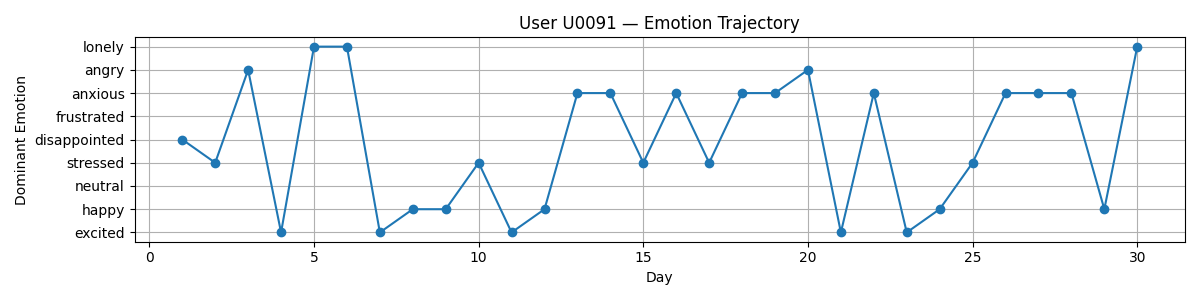 User U0091 — Emotion Trajectory
Dominant Emotion
lonely
angry
anxious
frustrated
disappointed
stressed
neutral
happy
excited
0 5 10 15 20 25 30
Day